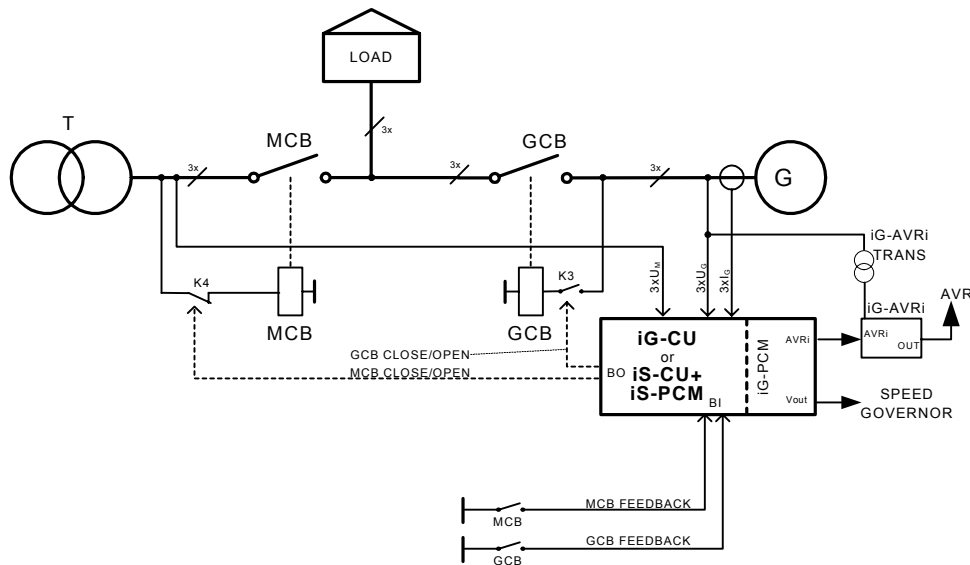 LOAD
T
MCB
GCB
3x
3x
3x
3x
G
iG-AVRi
TRANS
K4
K3
3xUM
3xUG
3xIG
AVR
iG-AVRi
MCB
GCB
AVRi
OUT
iG-CU
or
iS-CU+
iS-PCM
iG-PCM
AVRi
Vout
BO
BI
GCB CLOSE/OPEN
MCB CLOSE/OPEN
SPEED
GOVERNOR
MCB FEEDBACK
MCB
GCB FEEDBACK
GCB